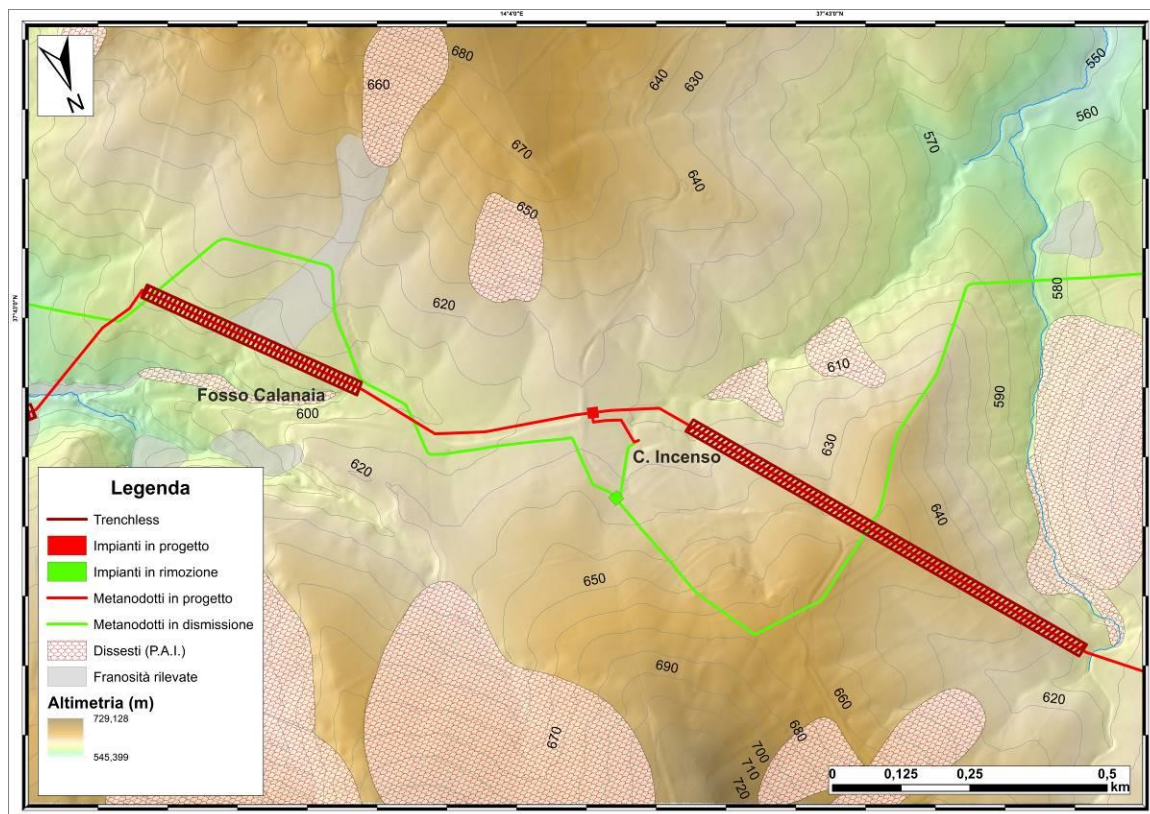 14°4'0"E
37°43'0"N
680
550
640
660
630
560
570
670
640
650
N
37°43'0"N
580
620
610
Fosso Calanaia
590
600
630
C. Incenso
620
Legenda
640
Trenchless
Impianti in progetto
650
Impianti in rimozione
Metanodotti in progetto
Metanodotti in dismissione
Dissesti (P.A.I.)
690
Franosità rilevate
660
620
Altimetria (m)
729,128
545,399
670
680
700
710
720
0 0,125 0,25 0,5
km